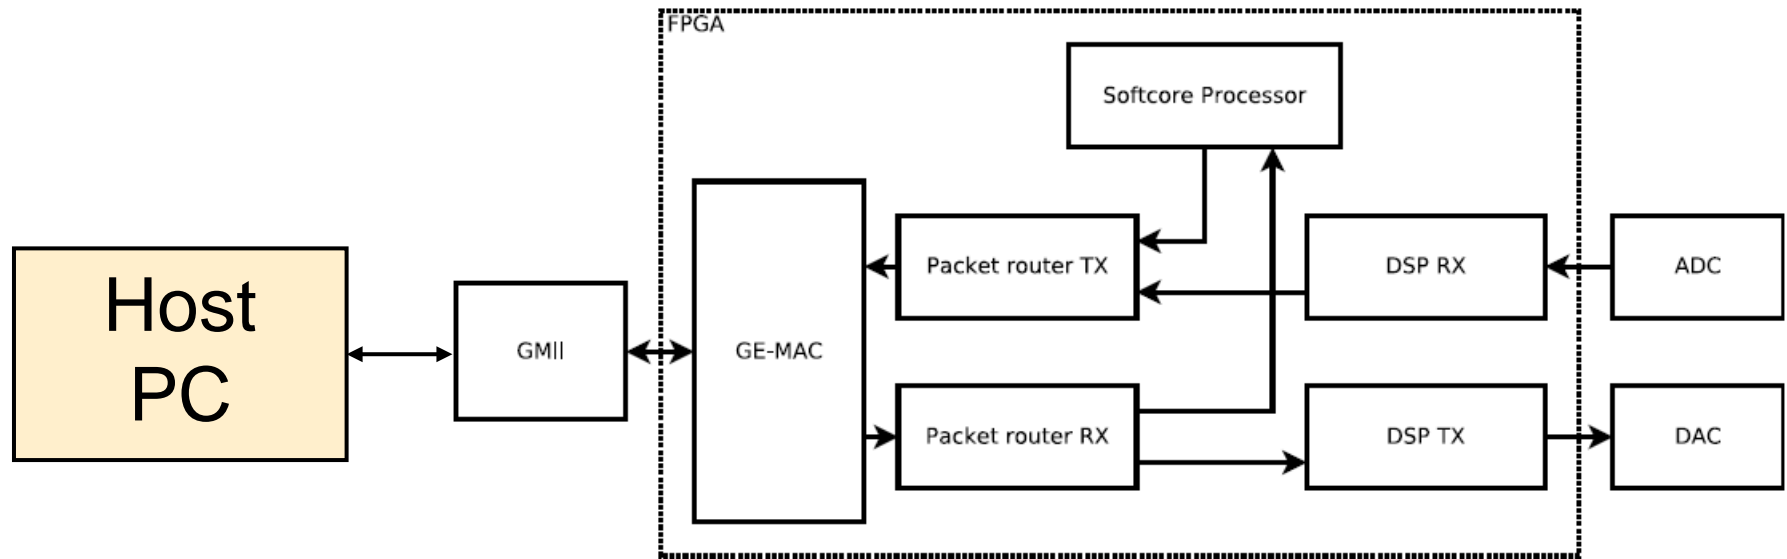 FPGA
Softcore Processor
Host
PC
GMII
GE-MAC
Packet router TX
DSP RX
ADC
Packet router RX
DSP TX
DAC